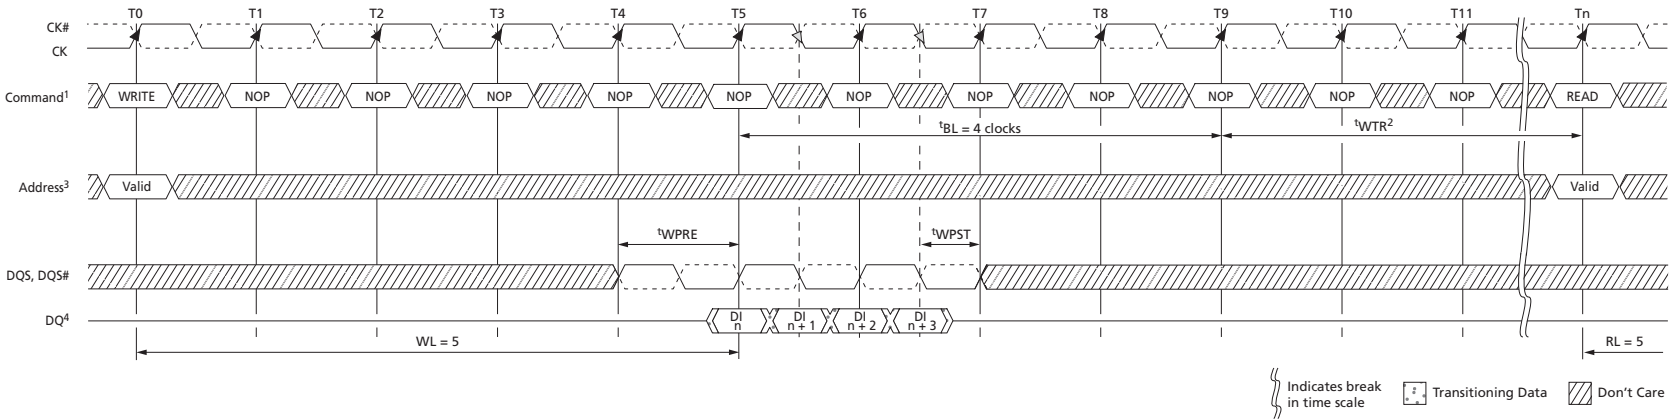 T0 T1 T2 T3 T4 T5 T6 T7 T8 T9 T10 T11 Tn
CK#
CK
Command¹ WRITE NOP NOP NOP NOP NOP NOP NOP NOP NOP NOP NOP READ
ᵗBL = 4 clocks ᵗWTR²
Address³ Valid Valid
ᵗWPRE ᵗWPST
DQS, DQS#
DQ⁴ DI n DI n + 1 DI n + 2 DI n + 3
WL = 5 RL = 5
Indicates break
in time scale
Transitioning Data
Don't Care